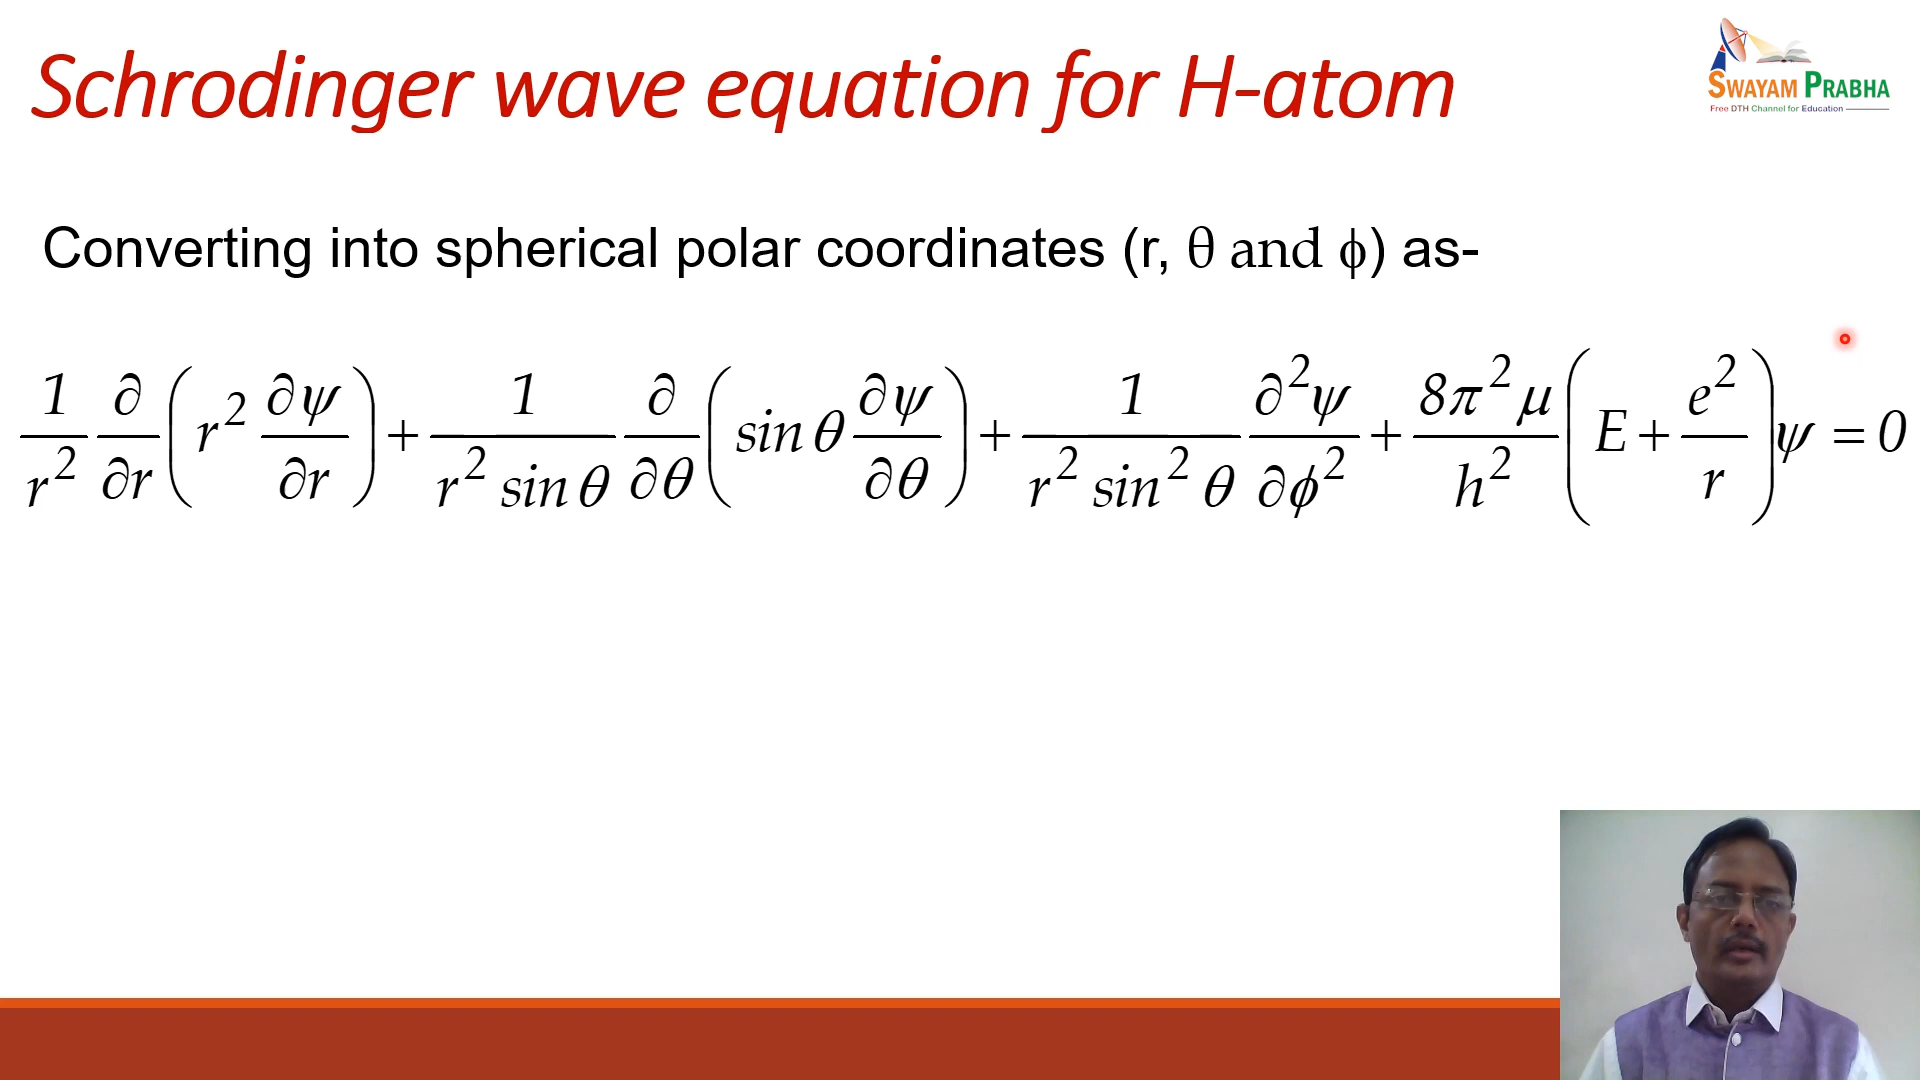 Schrodinger wave equation for H-atom
SWAYAM PRABHA
Free DTH Channel for Education
Converting into spherical polar coordinates (r, θ and ϕ) as-
1/r² ∂/∂r (r² ∂ψ/∂r) + 1/(r² sin θ) ∂/∂θ (sin θ ∂ψ/∂θ) + 1/(r² sin² θ) ∂²ψ/∂ϕ² + 8π²μ/h² (E + e²/r) ψ = 0